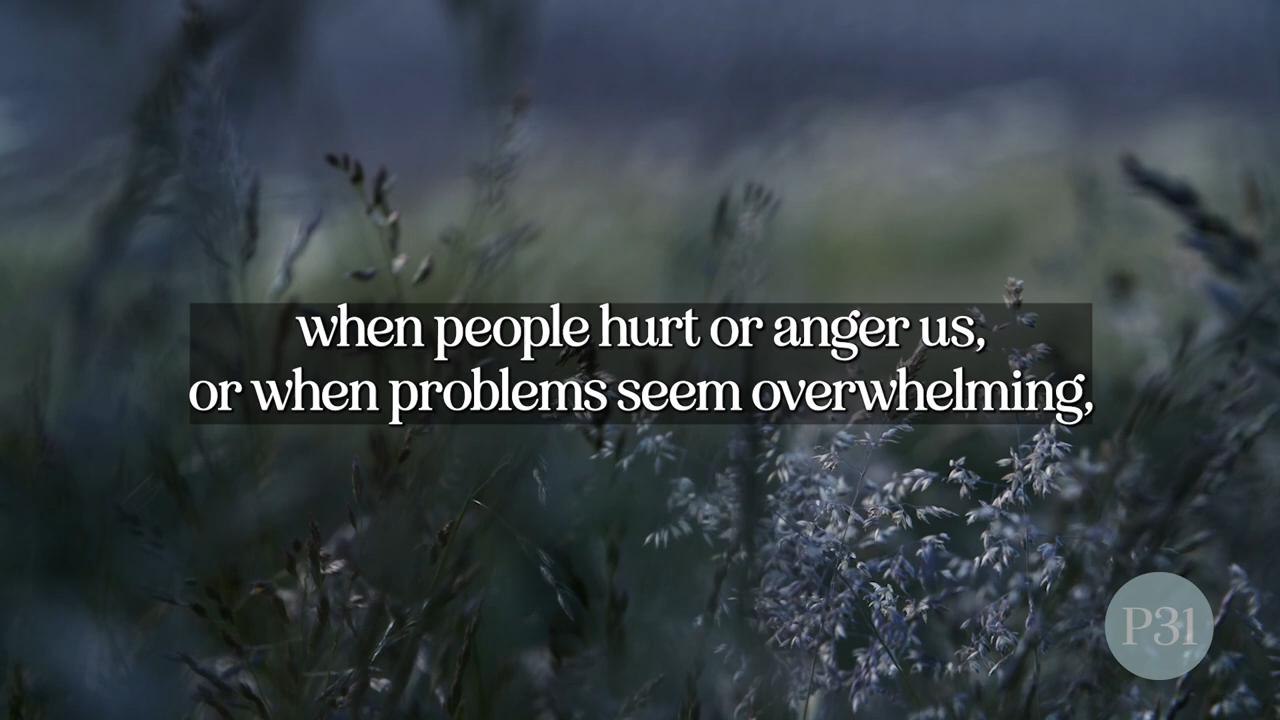 when people hurt or anger us,
or when problems seem overwhelming,
P31